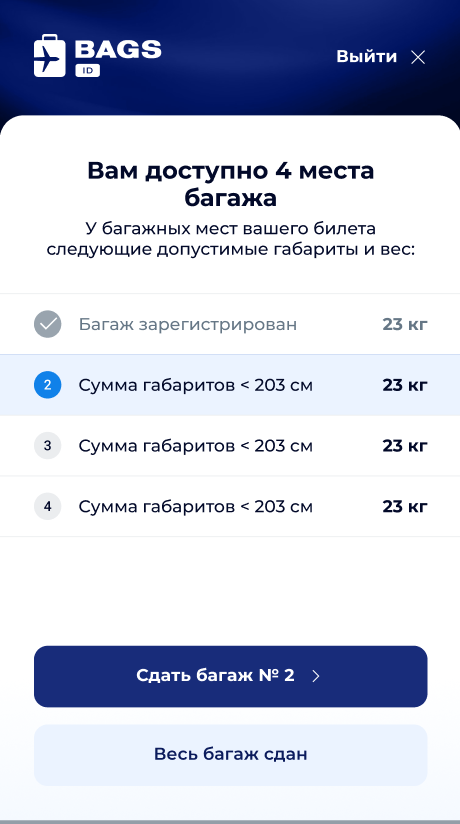 BAGS
ID
Выйти
Вам доступно 4 места
багажа
У багажных мест вашего билета
следующие допустимые габариты и вес:
Багаж зарегистрирован 23 кг
2 Сумма габаритов < 203 см 23 кг
3 Сумма габаритов < 203 см 23 кг
4 Сумма габаритов < 203 см 23 кг
Сдать багаж № 2
Весь багаж сдан